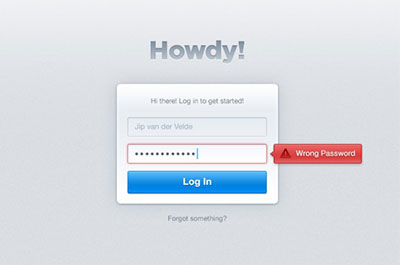 Howdy!
Hi there! Log in to get started!
Jip van der Velde
••••••••••••
Wrong Password
Log In
Forgot something?